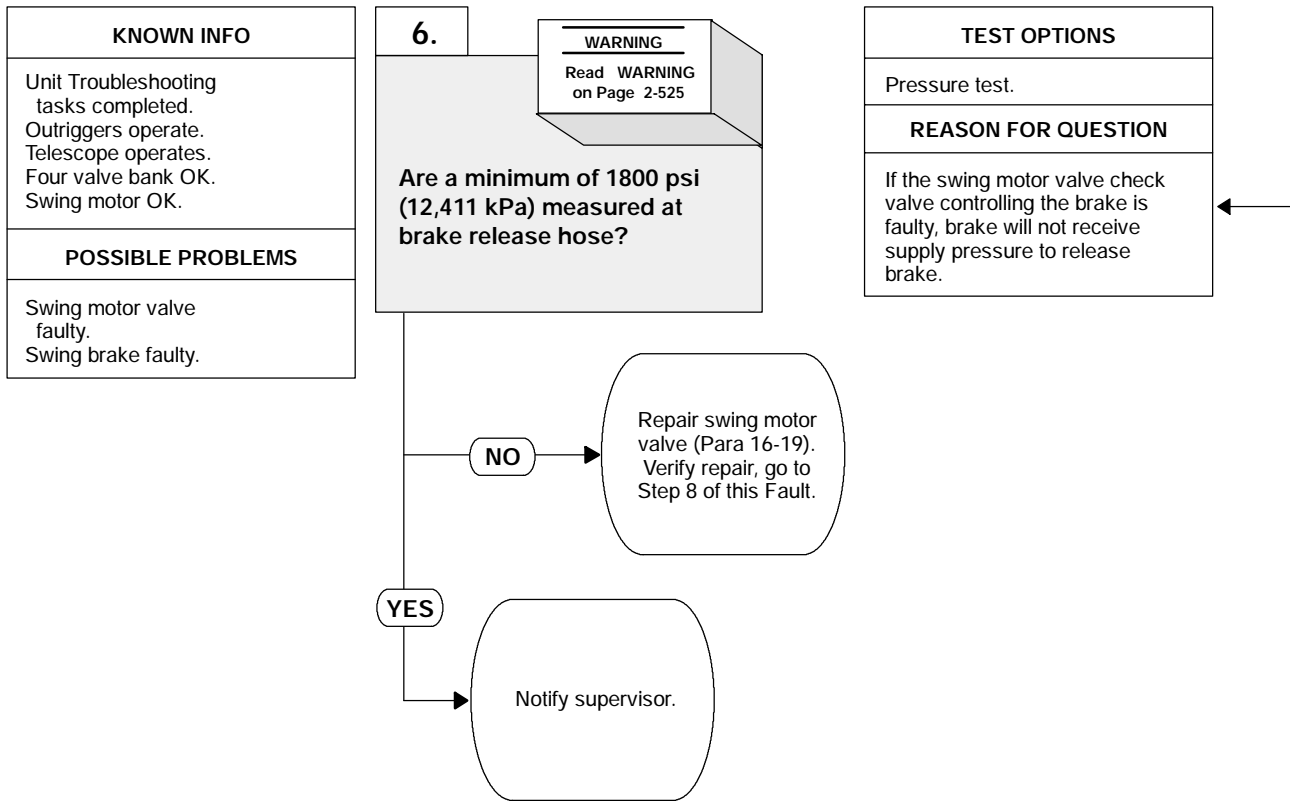 KNOWN INFO
Unit Troubleshooting
tasks completed.
Outriggers operate.
Telescope operates.
Four valve bank OK.
Swing motor OK.
POSSIBLE PROBLEMS
Swing motor valve
faulty.
Swing brake faulty.
6.
WARNING
Read WARNING
on Page 2-525
Are a minimum of 1800 psi
(12,411 kPa) measured at
brake release hose?
TEST OPTIONS
Pressure test.
REASON FOR QUESTION
If the swing motor valve check
valve controlling the brake is
faulty, brake will not receive
supply pressure to release
brake.
NO
Repair swing motor
valve (Para 16-19).
Verify repair, go to
Step 8 of this Fault.
YES
Notify supervisor.